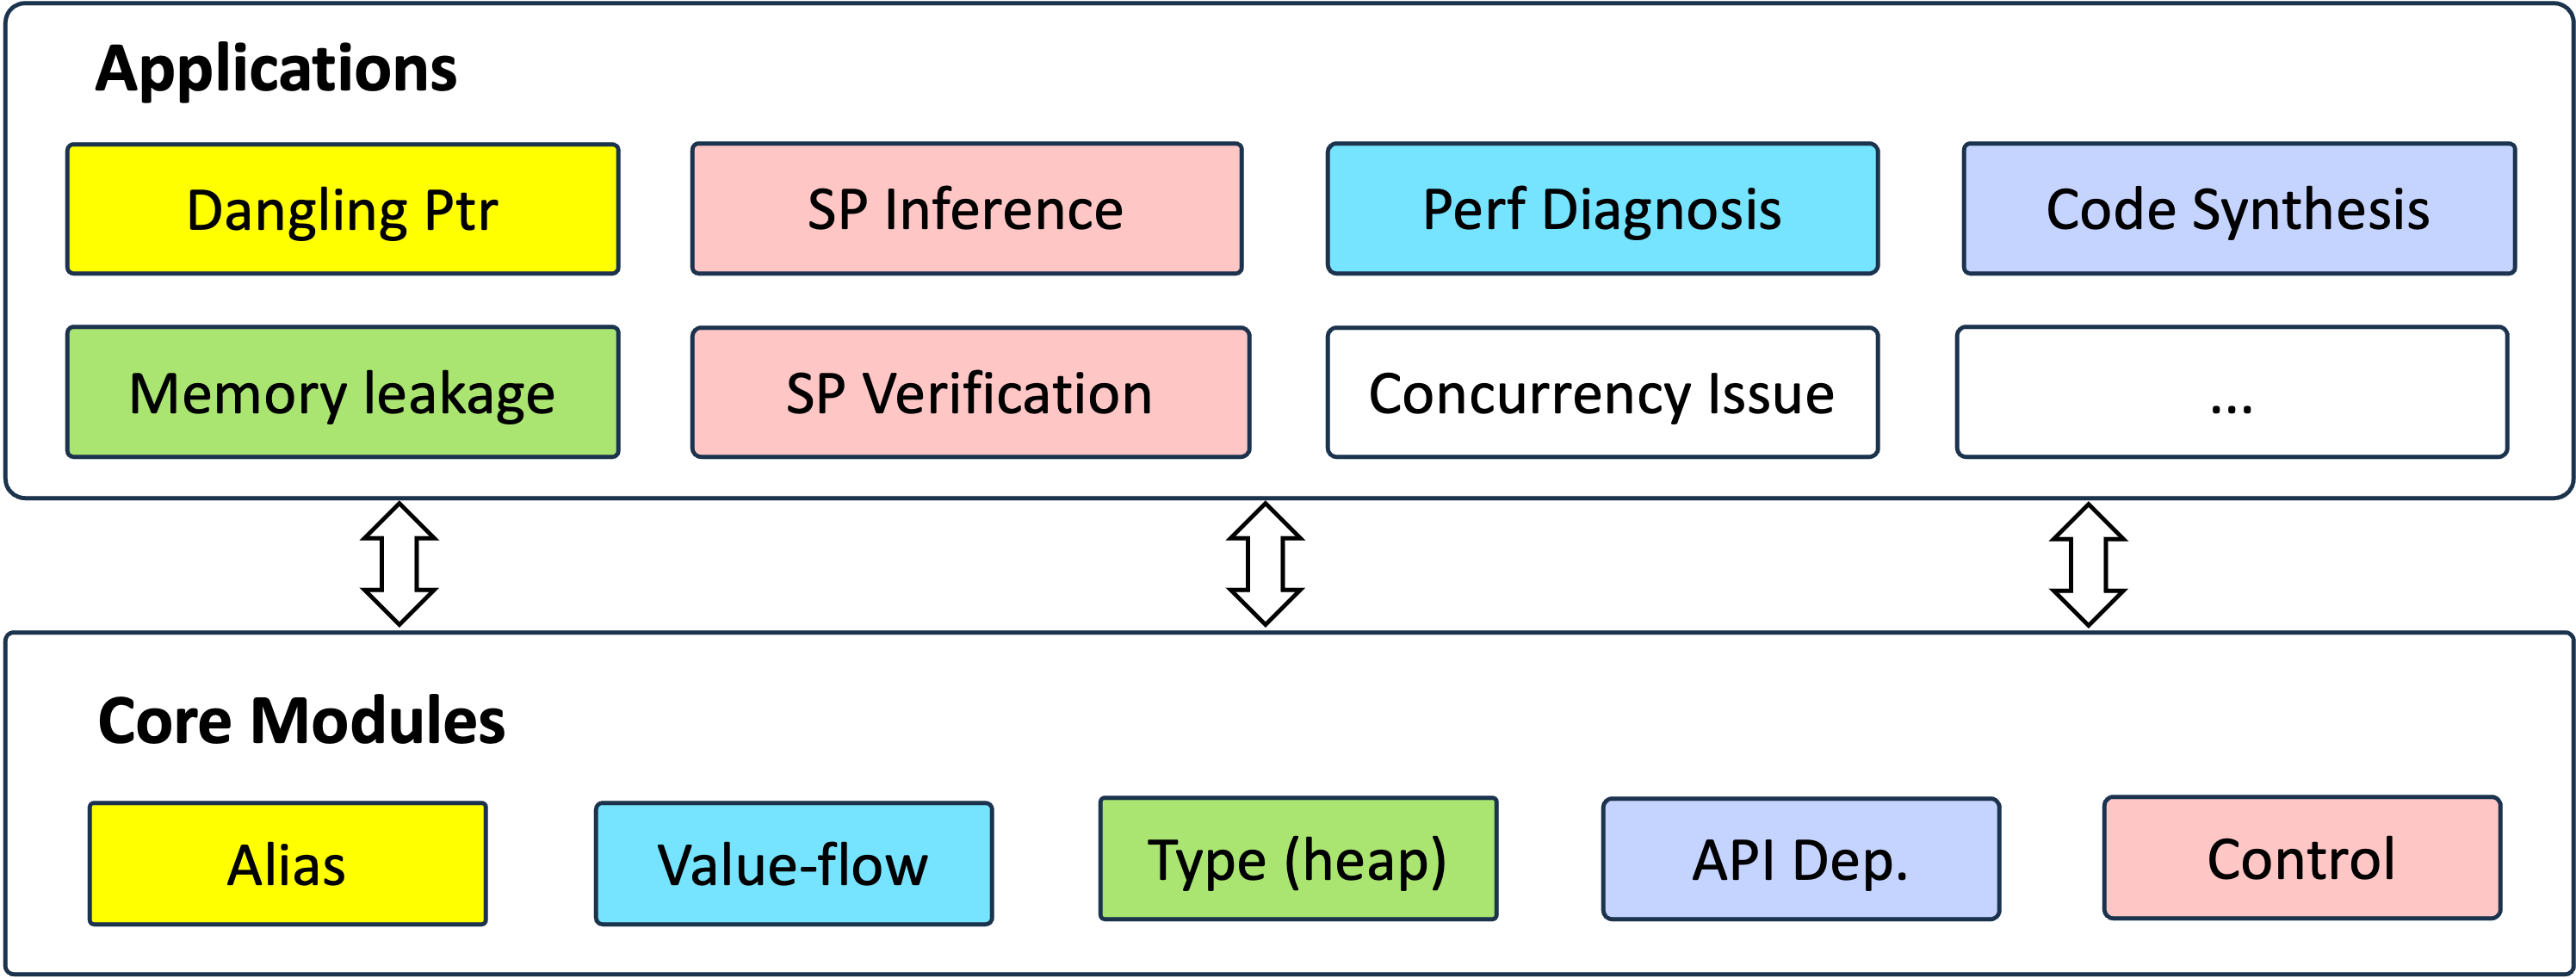 Applications
Dangling Ptr
SP Inference
Perf Diagnosis
Code Synthesis
Memory leakage
SP Verification
Concurrency Issue
...
Core Modules
Alias
Value-flow
Type (heap)
API Dep.
Control